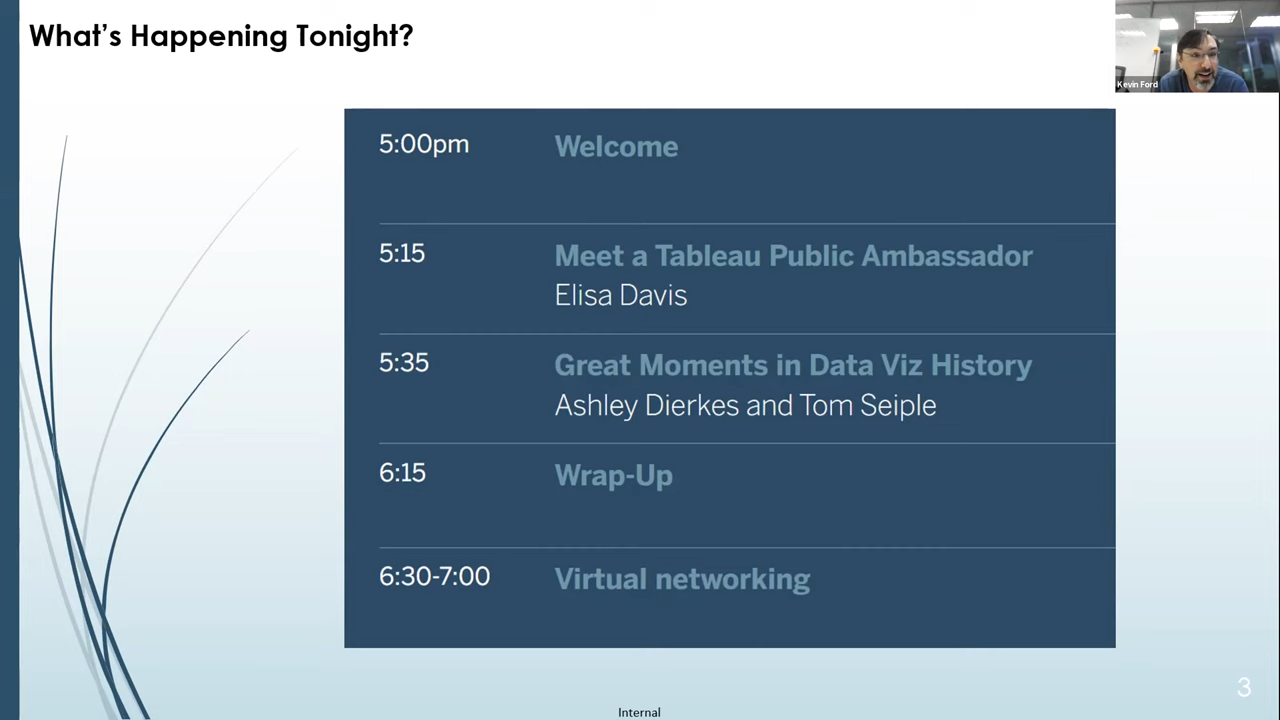 What's Happening Tonight?
Kevin Ford
5:00pm Welcome
5:15 Meet a Tableau Public Ambassador
Elisa Davis
5:35 Great Moments in Data Viz History
Ashley Dierkes and Tom Seiple
6:15 Wrap-Up
6:30-7:00 Virtual networking
3
Internal